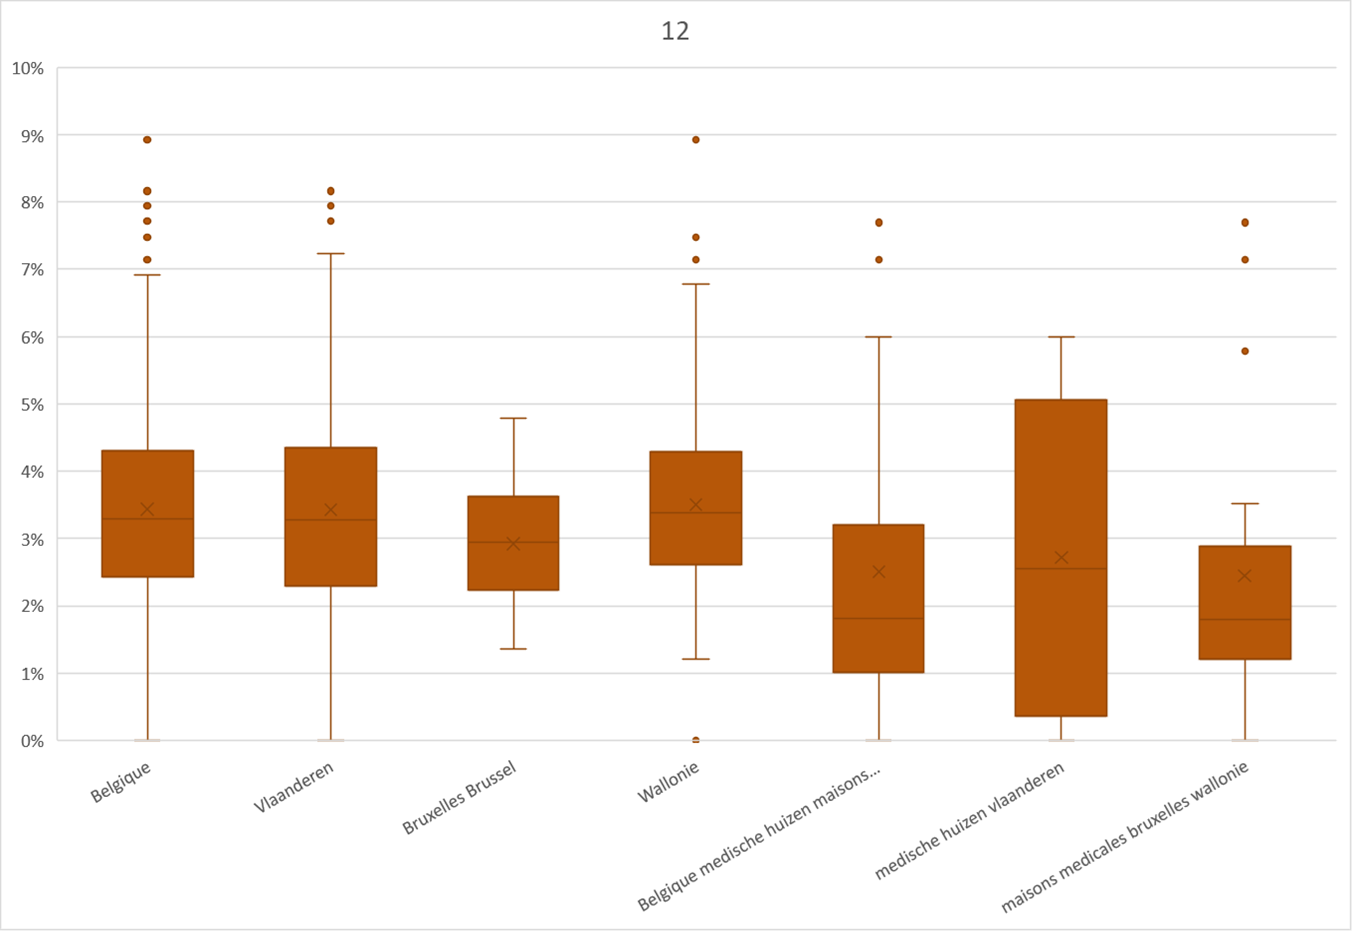 12
10%
9%
8%
7%
6%
5%
4%
3%
2%
1%
0%
Belgique
Vlaanderen
Bruxelles Brussel
Wallonie
Belgique medische huizen maisons...
medische huizen vlaanderen
maisons medicales bruxelles wallonie